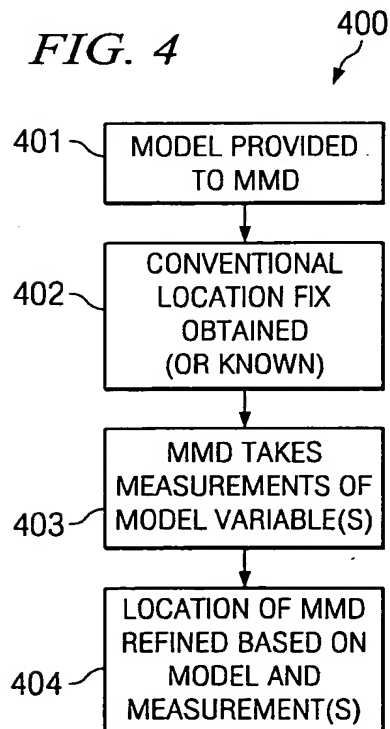 FIG. 4
400
401
MODEL PROVIDED
TO MMD
402
CONVENTIONAL
LOCATION FIX
OBTAINED
(OR KNOWN)
403
MMD TAKES
MEASUREMENTS OF
MODEL VARIABLE(S)
404
LOCATION OF MMD
REFINED BASED ON
MODEL AND
MEASUREMENT(S)